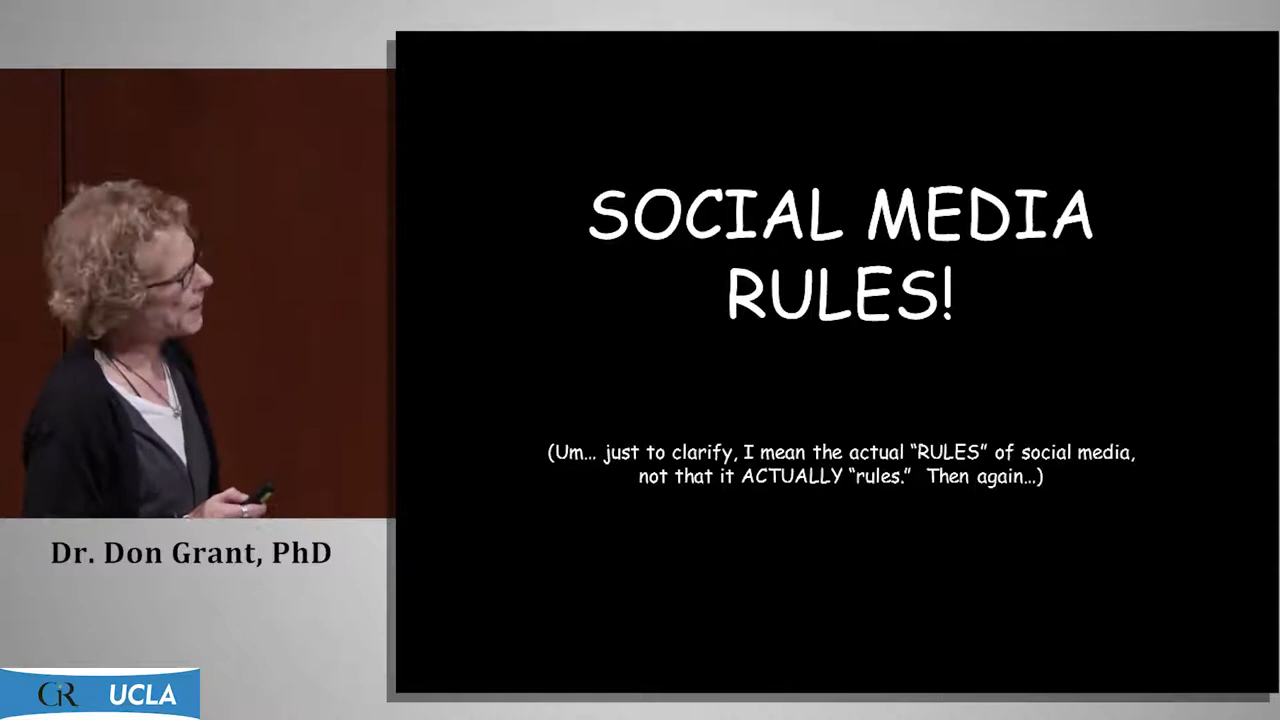 SOCIAL MEDIA
RULES!
(Um... just to clarify, I mean the actual “RULES” of social media,
not that it ACTUALLY “rules.”  Then again...)
Dr. Don Grant, PhD
CiR
UCLA